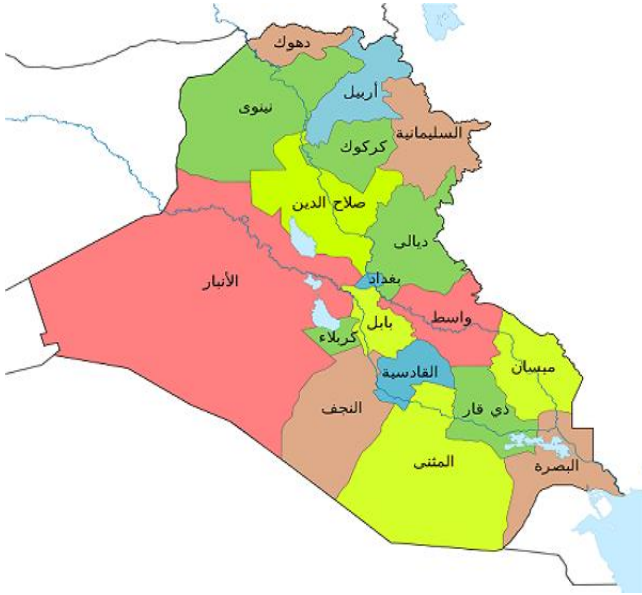 دهوك
أربيل
نينوى
السليمانية
كركوك
صلاح الدين
ديالى
بغداد
الأنبار
واسط
بابل
كربلاء
ميسان
القادسية
النجف
ذي قار
المثنى
البصرة